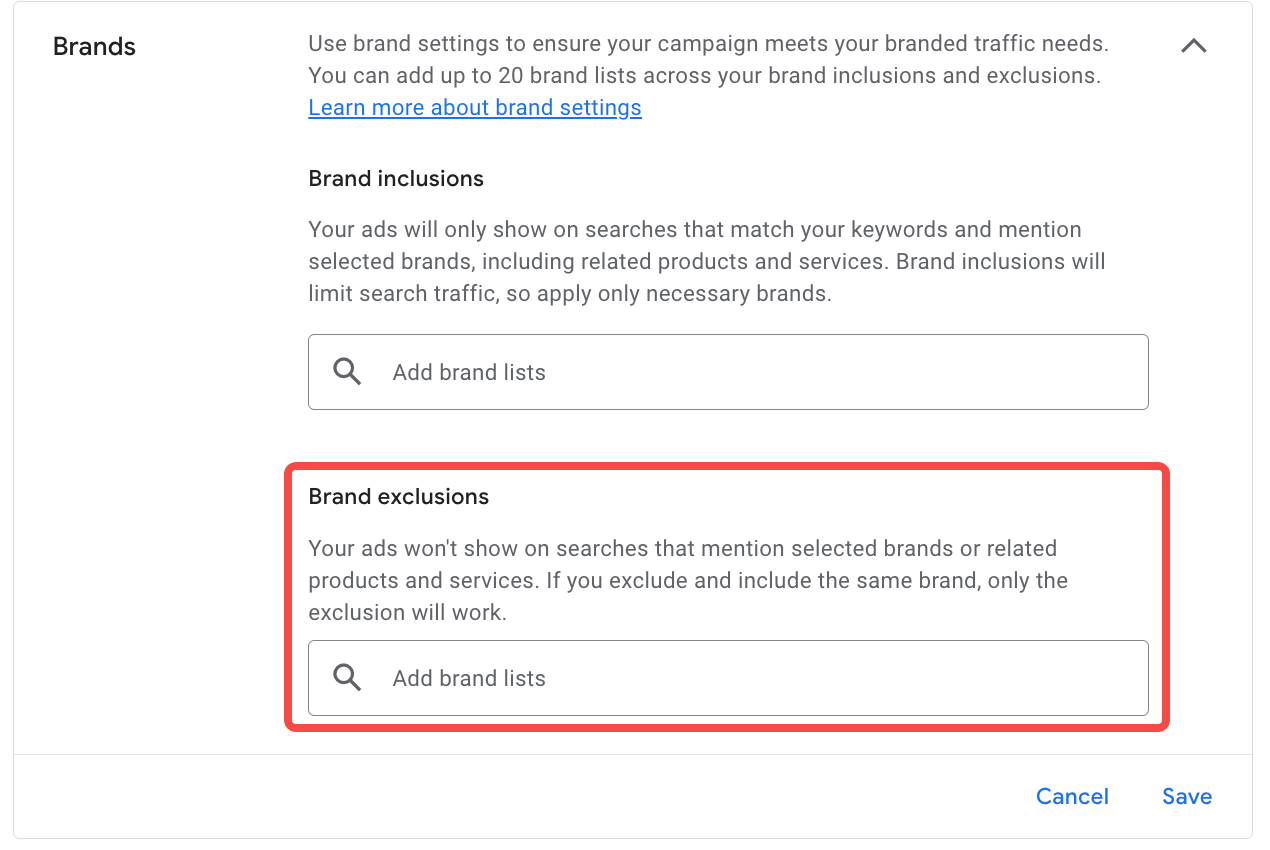 Brands
Use brand settings to ensure your campaign meets your branded traffic needs.
You can add up to 20 brand lists across your brand inclusions and exclusions.
Learn more about brand settings
Brand inclusions
Your ads will only show on searches that match your keywords and mention
selected brands, including related products and services. Brand inclusions will
limit search traffic, so apply only necessary brands.
Add brand lists
Brand exclusions
Your ads won't show on searches that mention selected brands or related
products and services. If you exclude and include the same brand, only the
exclusion will work.
Add brand lists
Cancel
Save